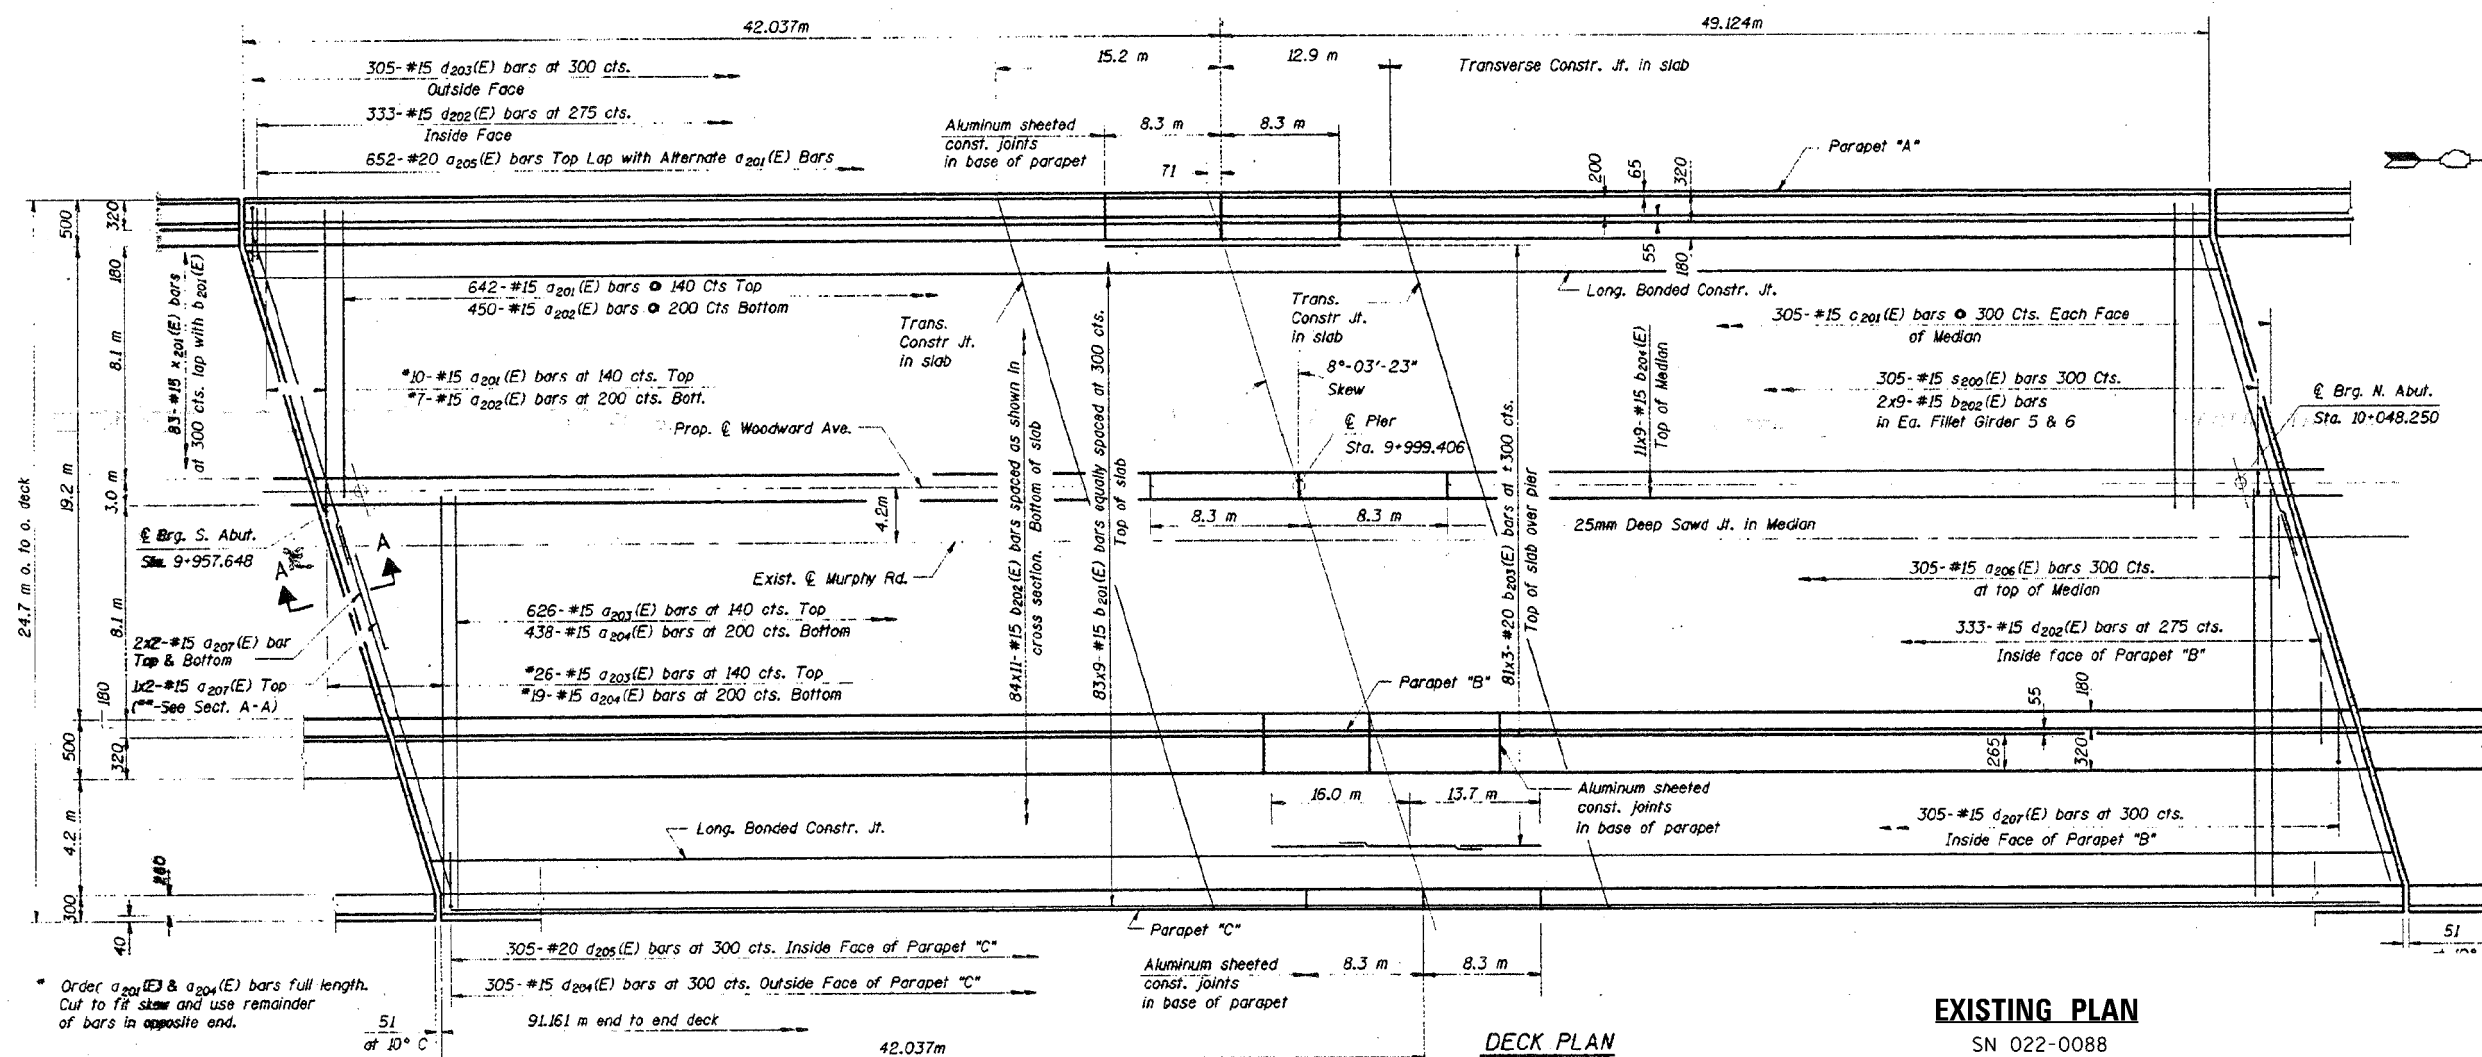 42.037m
49.124m
15.2 m
12.9 m
Transverse Constr. Jt. in slab
305-#15 d203(E) bars at 300 cts.
Outside Face
333-#15 d202(E) bars at 275 cts.
Inside Face
652-#20 a205(E) bars Top Lap with Alternate a201(E) Bars
Aluminum sheeted
const. joints
in base of parapet
8.3 m
8.3 m
71
200
65
320
Parapet "A"
55
180
24.7 m o. to o. deck
500
320
180
8.1 m
19.2 m
3.0 m
8.1 m
180
500
320
4.2 m
300
40
83-#15 x201(E) bars
at 300 cts. lap with b201(E)
642-#15 a201(E) bars @ 140 Cts Top
450-#15 a202(E) bars @ 200 Cts Bottom
Trans.
Constr Jt.
in slab
*10-#15 a201(E) bars at 140 cts. Top
*7-#15 a202(E) bars at 200 cts. Bott.
Prop. ℄ Woodward Ave.
Trans.
Constr Jt.
in slab
8°-03'-23"
Skew
℄ Pier
Sta. 9+999.406
Long. Bonded Constr. Jt.
11x9-#15 b204(E)
Top of Median
305-#15 c201(E) bars @ 300 Cts. Each Face
of Median
305-#15 s200(E) bars 300 Cts.
2x9-#15 b202(E) bars
in Ea. Fillet Girder 5 & 6
℄ Brg. N. Abut.
Sta. 10+048.250
84x11-#15 b202(E) bars spaced as shown in
cross section. Bottom of slab
83x9-#15 b201(E) bars equally spaced at 300 cts.
Top of slab
81x3-#20 b203(E) bars at ±300 cts.
Top of slab over pier
4.2m
8.3 m
8.3 m
25mm Deep Sawd Jt. in Median
℄ Brg. S. Abut.
Sta. 9+957.648
A
A
Exist. ℄ Murphy Rd.
305-#15 a206(E) bars 300 Cts.
at top of Median
626-#15 a203(E) bars at 140 cts. Top
438-#15 a204(E) bars at 200 cts. Bottom
333-#15 d202(E) bars at 275 cts.
Inside face of Parapet "B"
2x2-#15 a207(E) bar
Top & Bottom
1x2-#15 a207(E) Top
(**-See Sect. A-A)
*26-#15 a203(E) bars at 140 cts. Top
*19-#15 a204(E) bars at 200 cts. Bottom
Parapet "B"
55
180
265
320
16.0 m
13.7 m
Aluminum sheeted
const. joints
in base of parapet
Long. Bonded Constr. Jt.
305-#15 d207(E) bars at 300 cts.
Inside Face of Parapet "B"
Parapet "C"
305-#20 d205(E) bars at 300 cts. Inside Face of Parapet "C"
305-#15 d204(E) bars at 300 cts. Outside Face of Parapet "C"
Aluminum sheeted
const. joints
in base of parapet
8.3 m
8.3 m
51
* Order a201(E) & a204(E) bars full length.
Cut to fit skew and use remainder
of bars in opposite end.
51
at 10° C
91.161 m end to end deck
42.037m
DECK PLAN
EXISTING PLAN
SN 022-0088